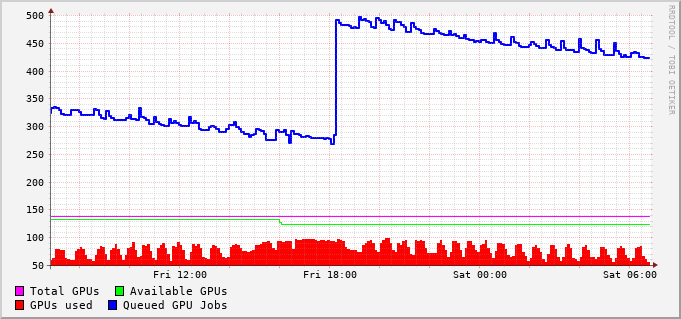 500
450
400
350
300
250
200
150
100
50
Fri 12:00 Fri 18:00 Sat 00:00 Sat 06:00
Total GPUs Available GPUs
GPUs used Queued GPU Jobs
RRDTOOL / TOBI OETIKER